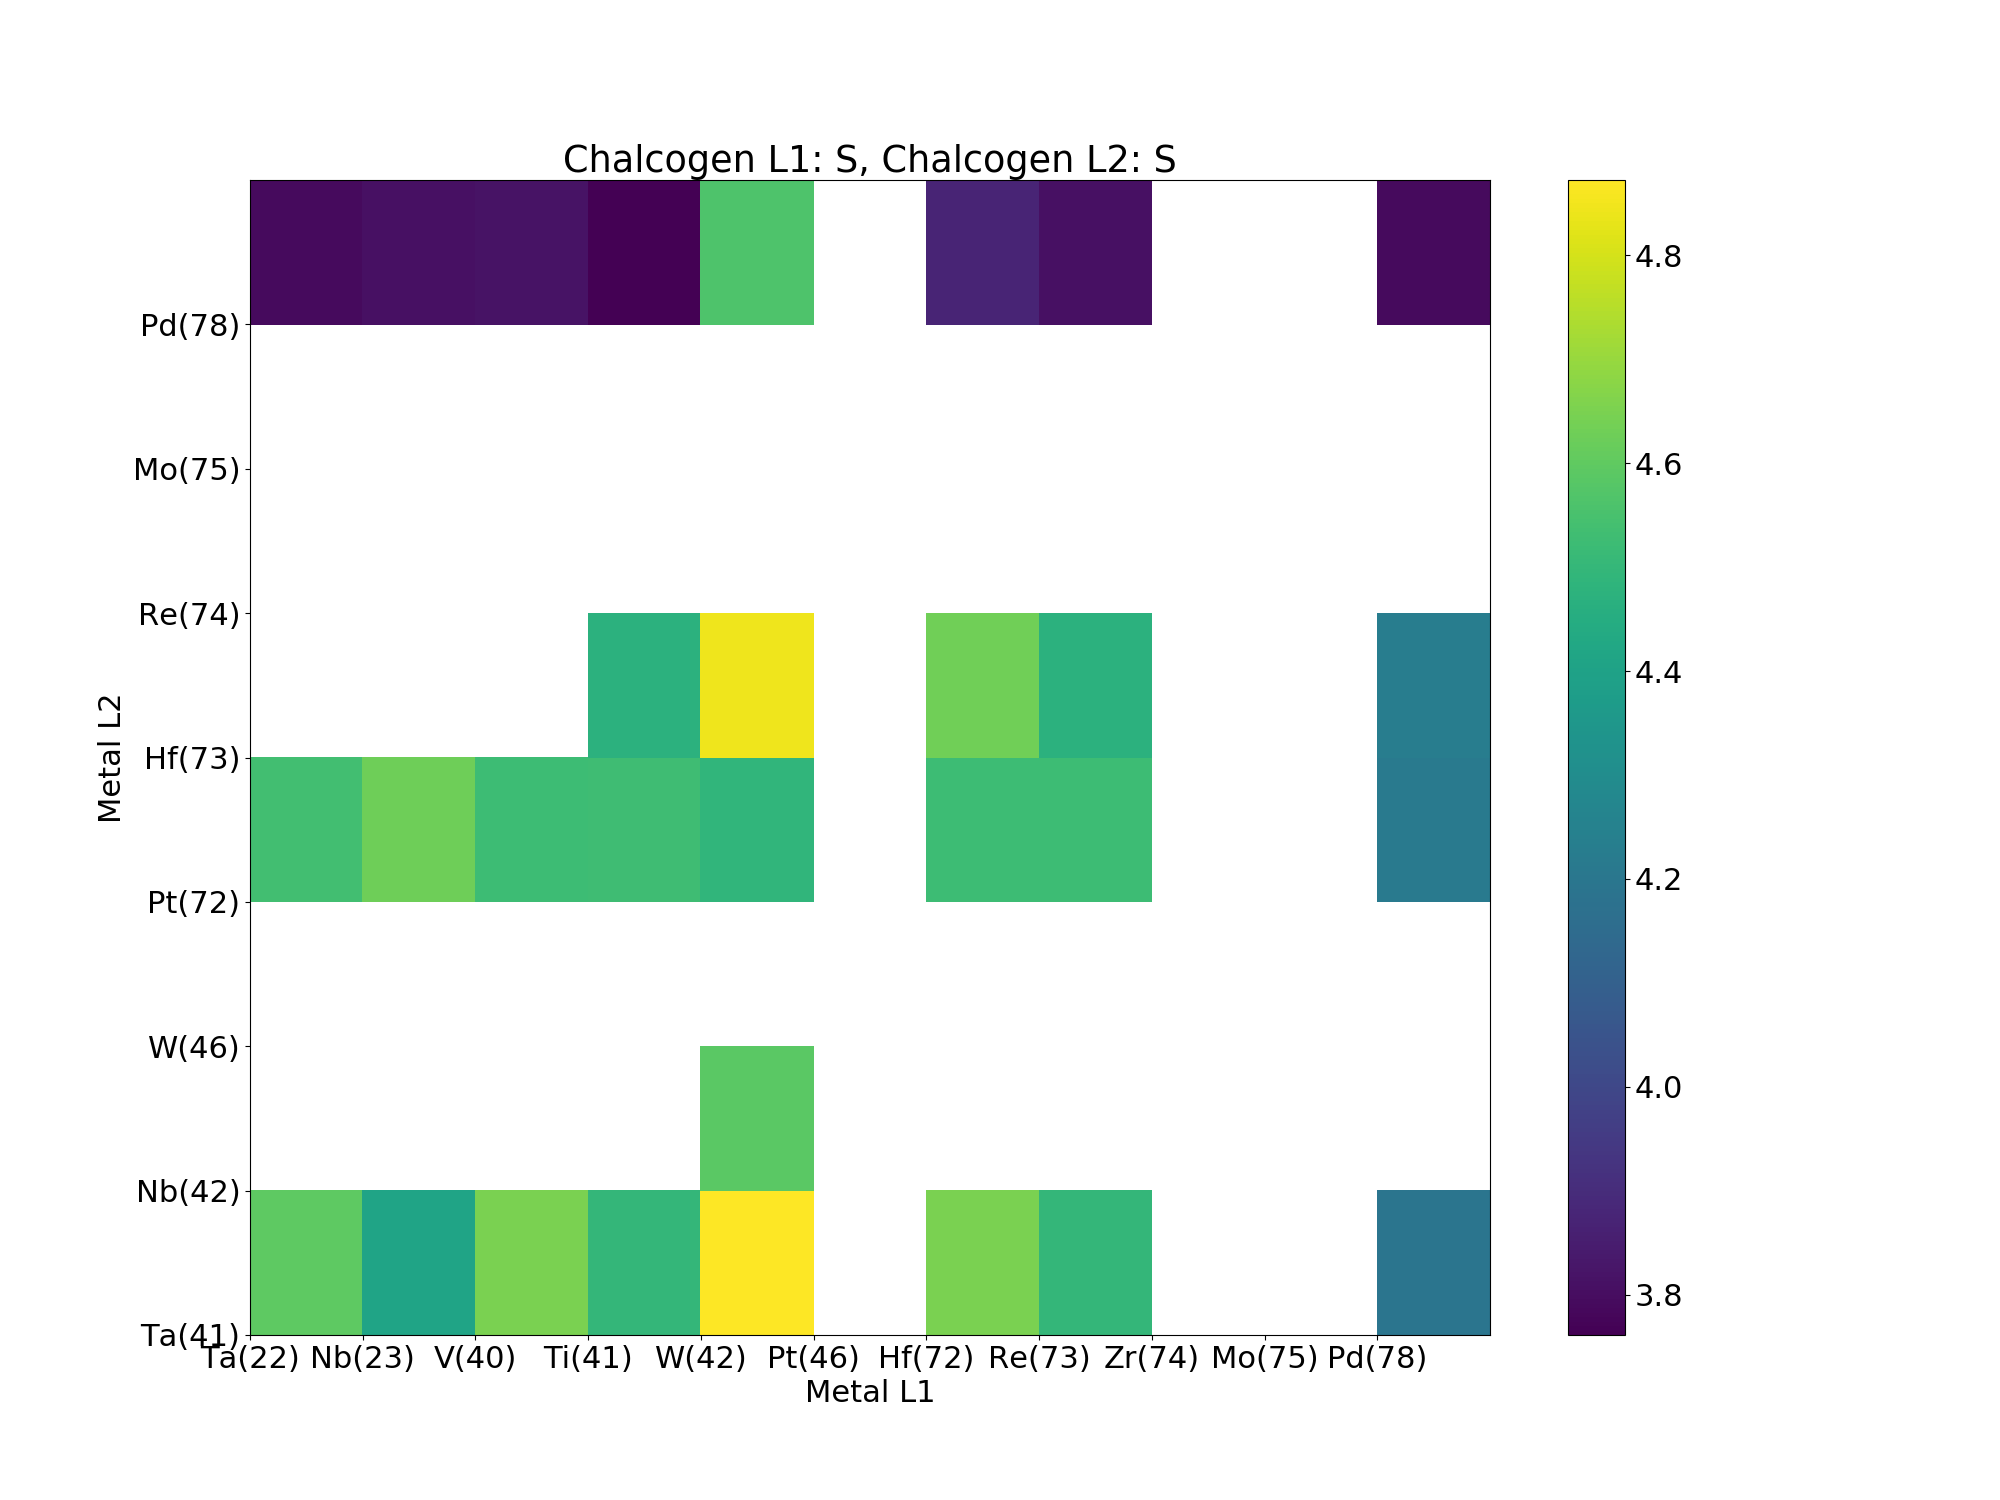 Chalcogen L1: S, Chalcogen L2: S
Pd(78)
Mo(75)
Re(74)
Hf(73)
Pt(72)
W(46)
Nb(42)
Ta(41)
Metal L2
Ta(22) Nb(23) V(40) Ti(41) W(42) Pt(46) Hf(72) Re(73) Zr(74) Mo(75) Pd(78)
Metal L1
4.8
4.6
4.4
4.2
4.0
3.8